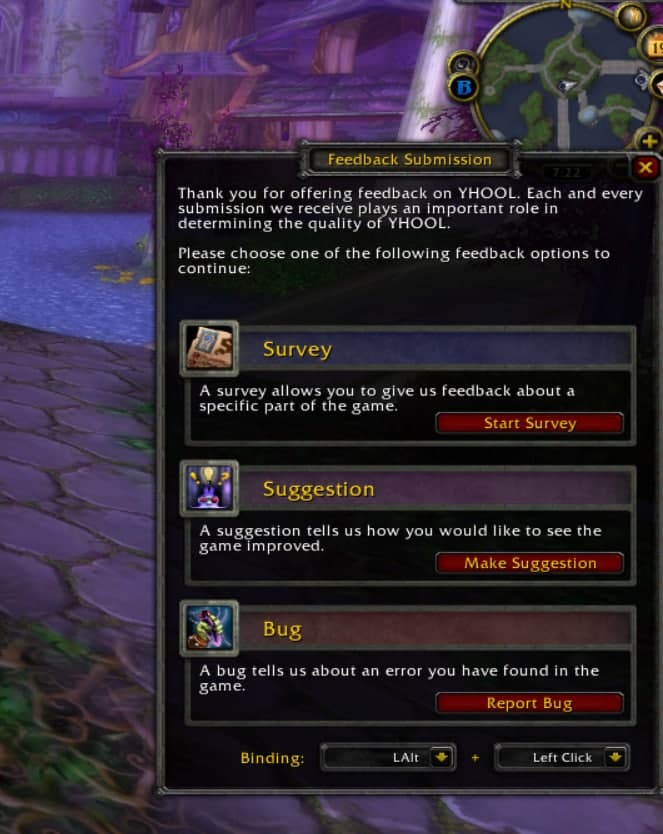 N
19
B
Feedback Submission
7:22
Thank you for offering feedback on YHOOL. Each and every
submission we receive plays an important role in
determining the quality of YHOOL.
Please choose one of the following feedback options to
continue:
Survey
A survey allows you to give us feedback about a
specific part of the game.
Start Survey
Suggestion
A suggestion tells us how you would like to see the
game improved.
Make Suggestion
Bug
A bug tells us about an error you have found in the
game.
Report Bug
Binding: LAlt + Left Click